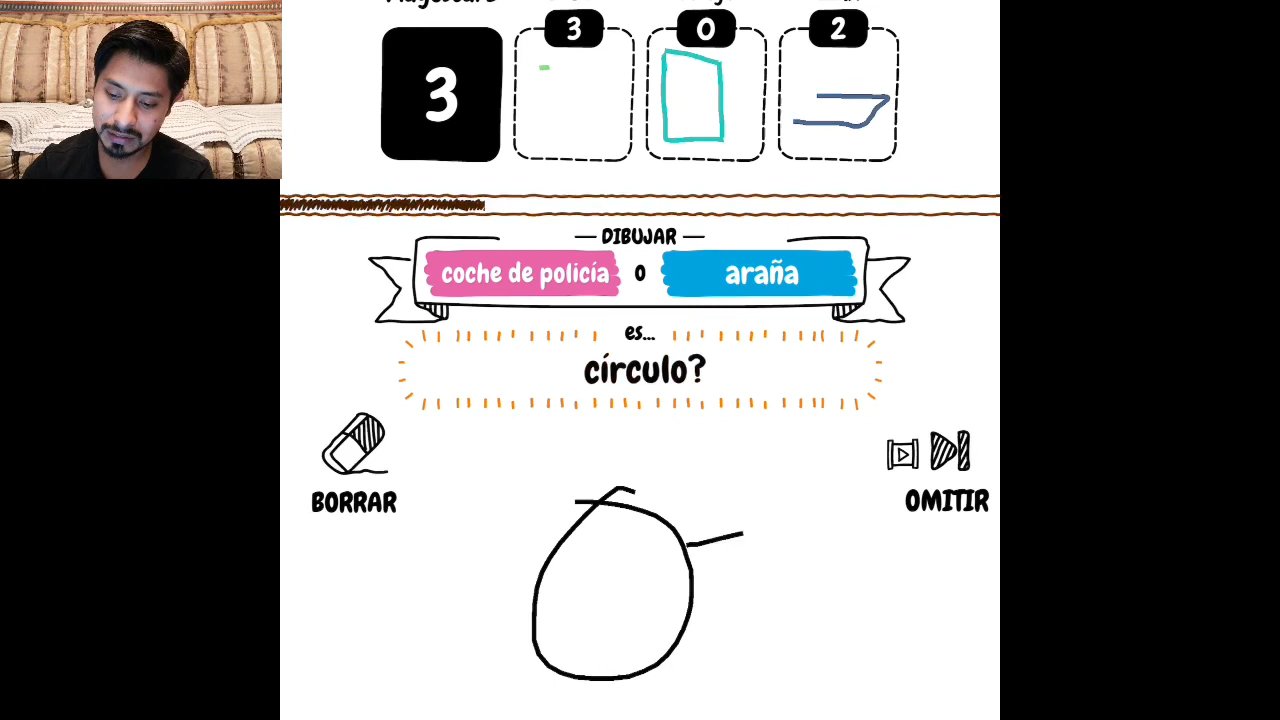 3
3
0
2
DIBUJAR
coche de policía o araña
es...
círculo?
BORRAR
OMITIR